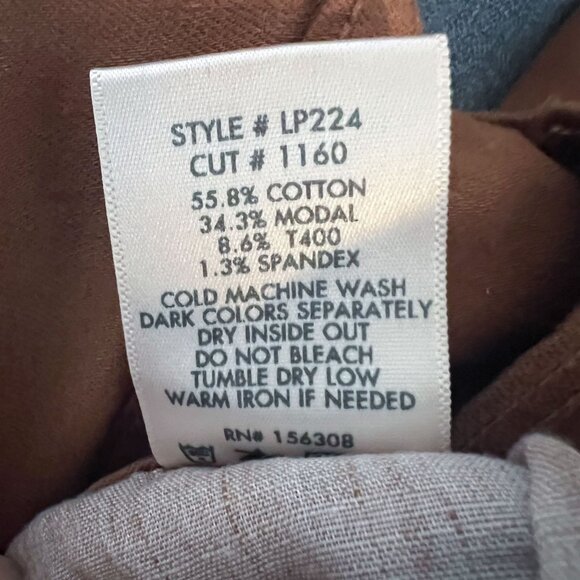 STYLE # LP224
CUT # 1160
55.8% COTTON
34.3% MODAL
8.6% T400
1.3% SPANDEX
COLD MACHINE WASH
DARK COLORS SEPARATELY
DRY INSIDE OUT
DO NOT BLEACH
TUMBLE DRY LOW
WARM IRON IF NEEDED
RN# 156308